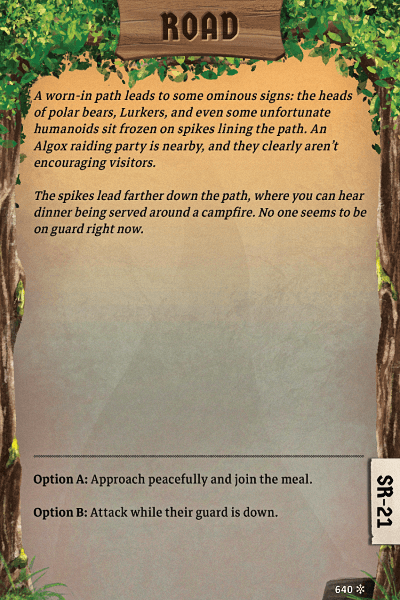 ROAD
A worn-in path leads to some ominous signs: the heads
of polar bears, Lurkers, and even some unfortunate
humanoids sit frozen on spikes lining the path. An
Algox raiding party is nearby, and they clearly aren't
encouraging visitors.
The spikes lead farther down the path, where you can hear
dinner being served around a campfire. No one seems to be
on guard right now.
Option A: Approach peacefully and join the meal.
Option B: Attack while their guard is down.
SR-21
640